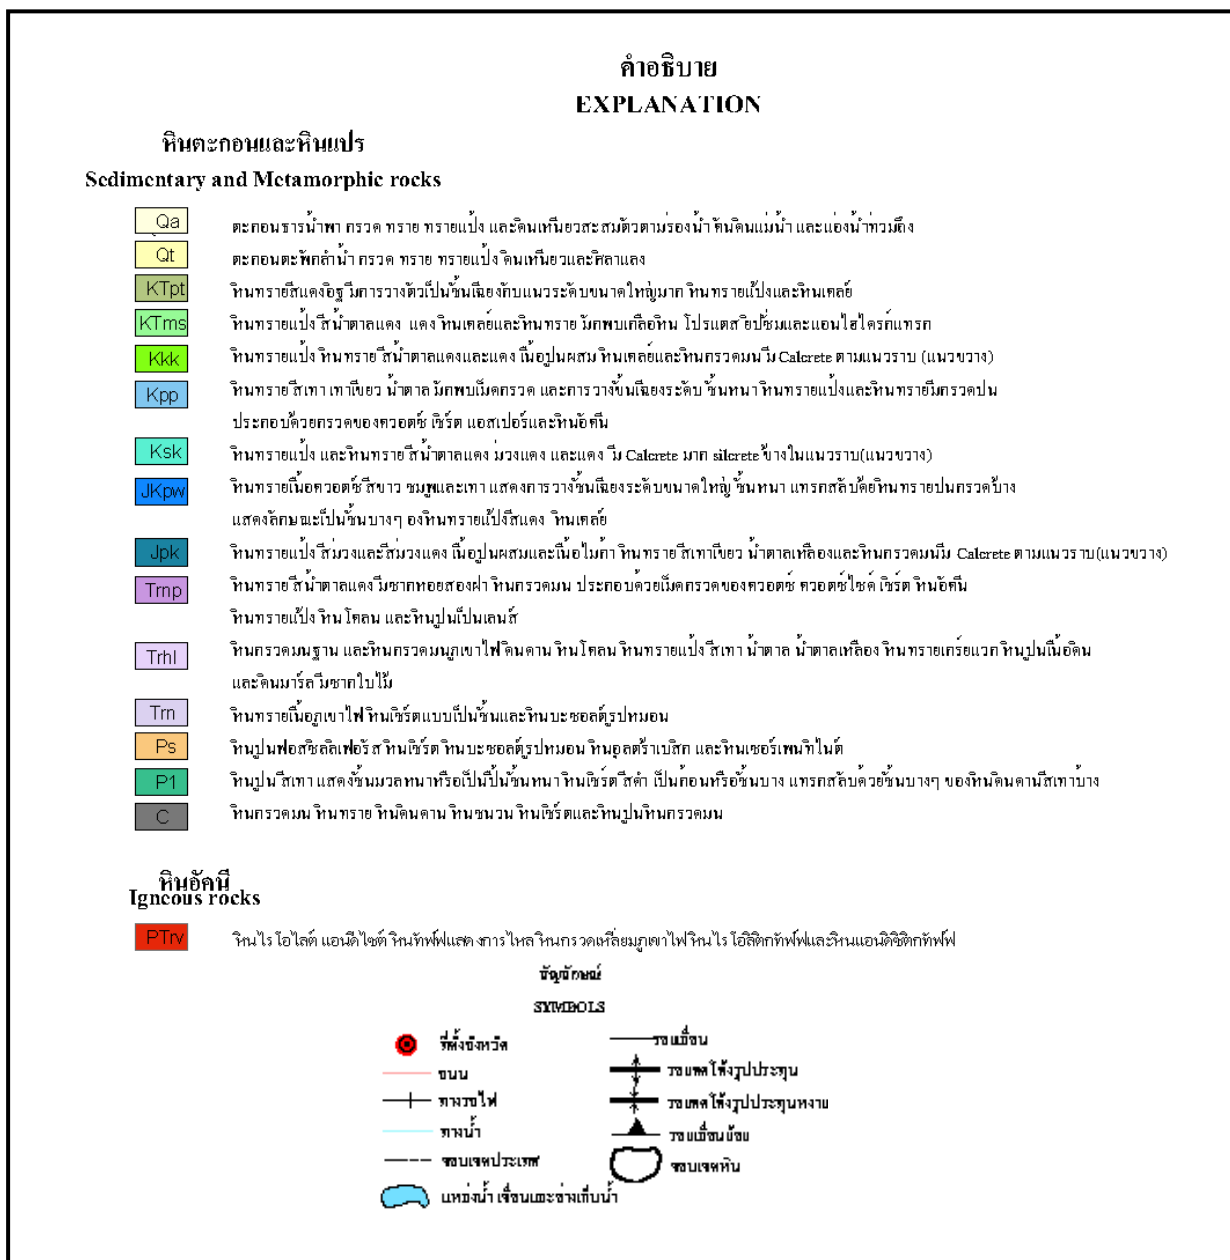 คำอธิบาย
EXPLANATION
หินตะกอนและหินแปร
Sedimentary and Metamorphic rocks
Qa ตะกอนธารน้ำพา กรวด ทราย ทรายแป้ง และดินเหนียวสะสมตัวตามร่องน้ำ คันดินแม่น้ำ และแอ่งน้ำท่วมถึง
Qt ตะกอนตะพักลำน้ำ กรวด ทราย ทรายแป้ง ดินเหนียวและศิลาแลง
KTpt หินทรายสีแดงอิฐ มีการวางตัวเป็นชั้นเฉียงกับแนวระดับขนาดใหญ่มาก หินทรายแป้งและหินเคลย์
KTms หินทรายแป้ง สีน้ำตาลแดง แดง หินเคลย์และหินทราย มักพบเกลือหิน โปแตส ยิปซั่มและแอนไฮไดรก์แทรก
Kkk หินทรายแป้ง หินทราย สีน้ำตาลแดงและแดง เนื้อปูนผสม หินเคลย์และหินกรวดมน มี Calcrete ตามแนวราบ (แนวขวาง)
Kpp หินทราย สีเทา เทาเขียว น้ำตาล มักพบเม็ดกรวด และการวางชั้นเฉียงระดับ ชั้นหนา หินทรายแป้งและหินทรายมีกรวดปน
ประกอบด้วยกรวดของควอตซ์ เชิร์ต แอสเปอร์และหินอัคนี
Ksk หินทรายแป้ง และหินทราย สีน้ำตาลแดง ม่วงแดง และแดง มี Calcrete มาก silcrete บ้างในแนวราบ(แนวขวาง)
JKpw หินทรายเนื้อควอตซ์ สีขาว ชมพูและเทา แสดงการวางชั้นเฉียงระดับขนาดใหญ่ ชั้นหนา แทรกสลับด้วยหินทรายปนกรวดบ้าง
แสดงลักษณะเป็นชั้นบางๆ ของหินทรายแป้งสีแดง หินเคลย์
Jpk หินทรายแป้ง สีม่วงและสีม่วงแดง เนื้อปูนผสมและเนื้อไมก้า หินทราย สีเทาเขียว น้ำตาลเหลืองและหินกรวดมนมี Calcrete ตามแนวราบ(แนวขวาง)
Trnp หินทราย สีน้ำตาลแดง มีซากหอยสองฝา หินกรวดมน ประกอบด้วยเม็ดกรวดของควอตซ์ ควอตซ์ไซด์ เชิร์ต หินอัคนี
หินทรายแป้ง หินโคลน และหินปูนเป็นเลนส์
Trhl หินกรวดมนฐาน และหินกรวดมนภูเขาไฟ ดินดาน หินโคลน หินทรายแป้ง สีเทา น้ำตาล น้ำตาลเหลือง หินทรายเกร์ยแวก หินปูนเนื้อดิน
และดินมาร์ล มีซากใบไม้
Trn หินทรายเนื้อภูเขาไฟ หินเชิร์ตแบบเป็นชั้นและหินบะซอลต์รูปหมอน
Ps หินปูนฟอสซิลลิเฟอรัส หินเชิร์ต หินบะซอลต์รูปหมอน หินอุลตร้าเบสิก และหินเซอร์เพนทิไนต์
P1 หินปูน สีเทา แสดงชั้นมวลหนาหรือเป็นชั้นหนา หินเชิร์ต สีดำ เป็นก้อนหรือชั้นบาง แทรกสลับด้วยชั้นบางๆ ของหินดินดานสีเทาบ้าง
C หินกรวดมน หินทราย หินดินดาน หินชนวน หินเชิร์ตและหินปูนหินกรวดมน
หินอัคนี
Igneous rocks
PTrv หินไรโอไลต์ แอนดีไซต์ หินทัฟฟ์แสดงการไหล หินกรวดเหลี่ยมภูเขาไฟ หินไรโอลิติกทัฟฟ์และหินแอนดิซิติกทัฟฟ์
สัญลักษณ์
SYMBOLS
ที่ตั้งจังหวัด
ถนน
ทางรถไฟ
ทางน้ำ
ขอบเขตประเทศ
แหล่งน้ำ เขื่อนและอ่างเก็บน้ำ
รอยเลื่อน
รอยคดโค้งรูปประทุน
รอยคดโค้งรูปประทุนหงาย
รอยเลื่อนย้อย
ขอบเขตหิน